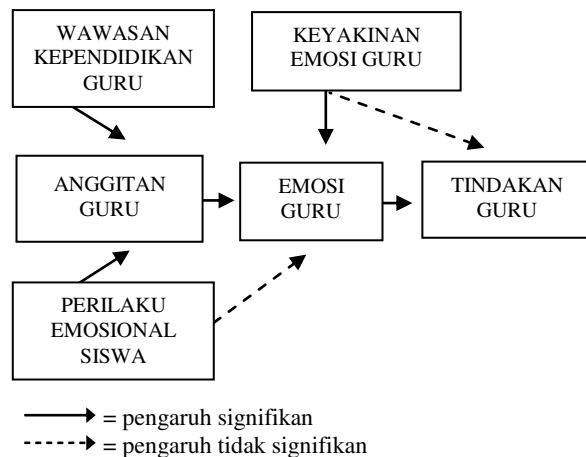 WAWASAN
KEPENDIDIKAN
GURU
KEYAKINAN
EMOSI GURU
ANGGITAN
GURU
EMOSI
GURU
TINDAKAN
GURU
PERILAKU
EMOSIONAL
SISWA
= pengaruh signifikan
= pengaruh tidak signifikan